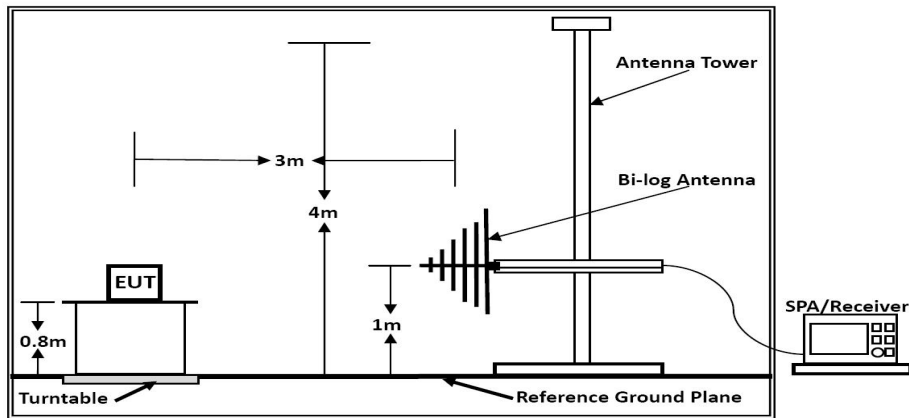 Antenna Tower
3m
Bi-log Antenna
4m
EUT
1m
0.8m
SPA/Receiver
Turntable
Reference Ground Plane